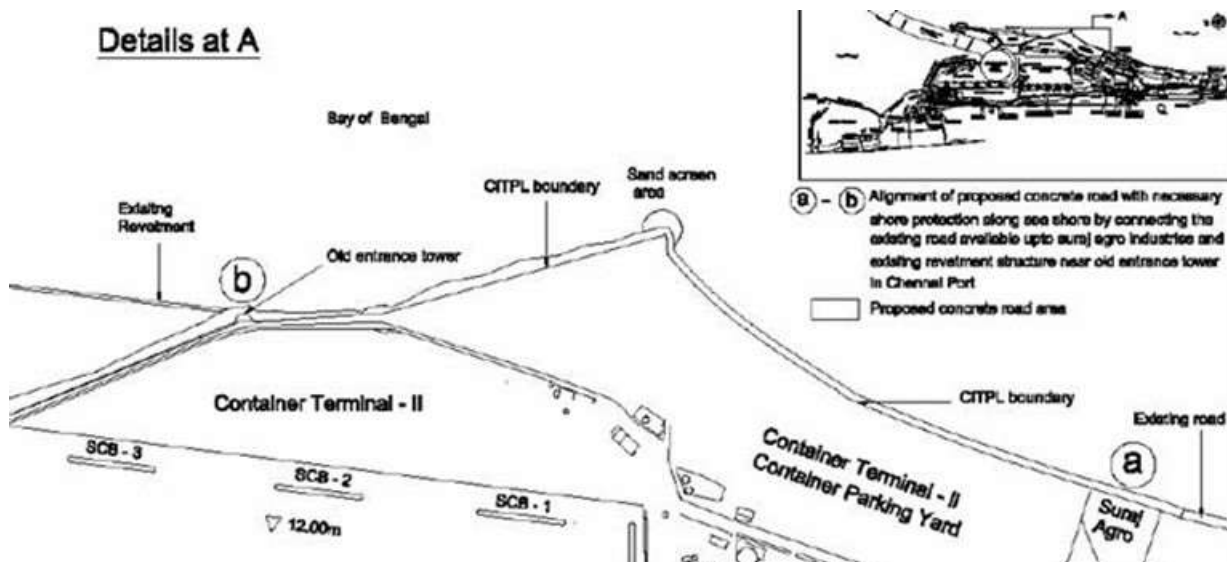 Details at A
Bay of Bengal
Sand screen
area
CITPL boundary
Exisitng
Revetment
b
Old entrance tower
A
a - b Alignment of proposed concrete road with necessary
shore protection along sea shore by connecting the
existing road available upto suraj agro industries and
existing revetment structure near old entrance tower
in Chennai Port
Proposed concrete road area
Container Terminal - II
CITPL boundary
Existing road
a
Container Terminal - II
Container Parking Yard
Suraj
Agro
SCB - 3
SCB - 2
SCB - 1
12.00m